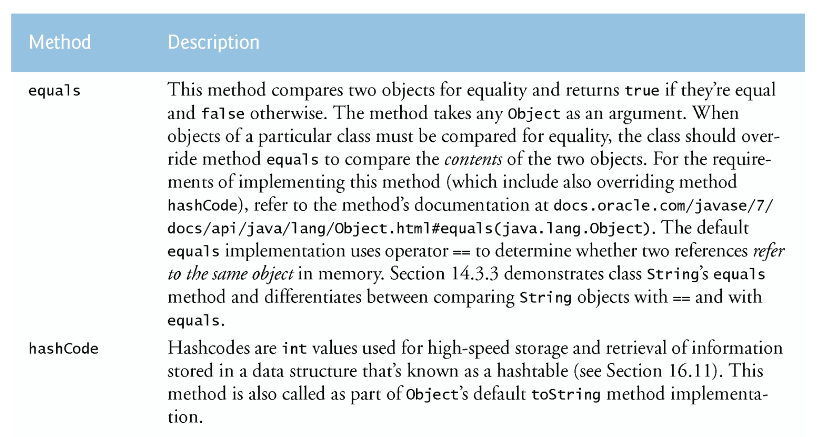 Method Description
equals This method compares two objects for equality and returns true if they're equal
and false otherwise. The method takes any Object as an argument. When
objects of a particular class must be compared for equality, the class should over-
ride method equals to compare the contents of the two objects. For the require-
ments of implementing this method (which include also overriding method
hashCode), refer to the method's documentation at docs.oracle.com/javase/7/
docs/api/java/lang/Object.html#equals(java.lang.Object). The default
equals implementation uses operator == to determine whether two references refer
to the same object in memory. Section 14.3.3 demonstrates class String's equals
method and differentiates between comparing String objects with == and with
equals.
hashCode Hashcodes are int values used for high-speed storage and retrieval of information
stored in a data structure that's known as a hashtable (see Section 16.11). This
method is also called as part of Object's default toString method implementa-
tion.